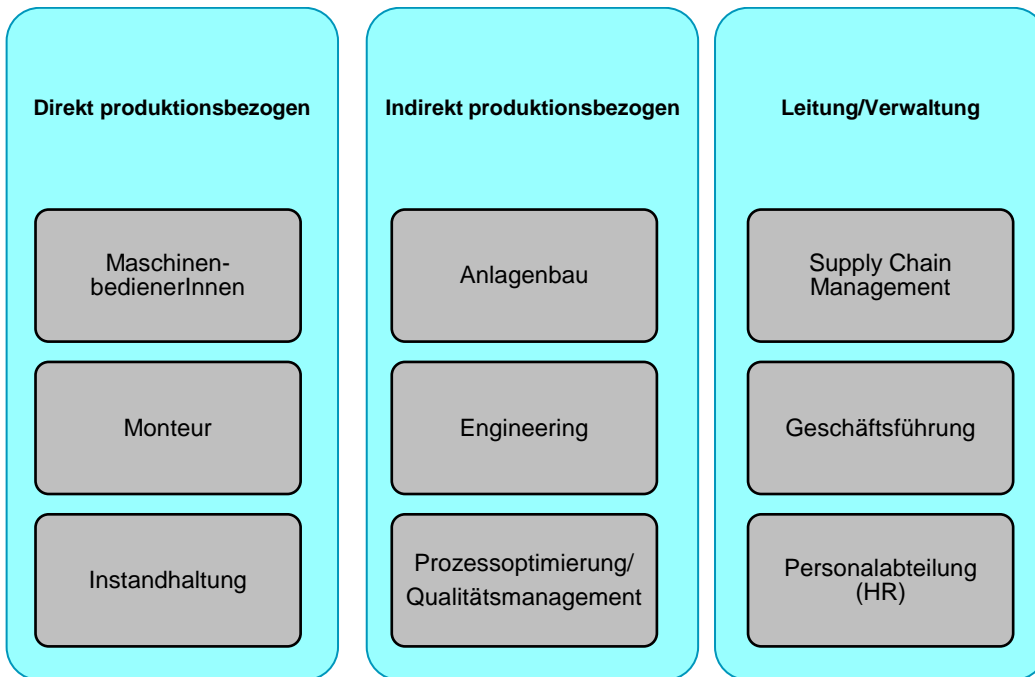 Direkt produktionsbezogen
Maschinen-
bedienerInnen
Monteur
Instandhaltung
Indirekt produktionsbezogen
Anlagenbau
Engineering
Prozessoptimierung/
Qualitätsmanagement
Leitung/Verwaltung
Supply Chain
Management
Geschäftsführung
Personalabteilung
(HR)